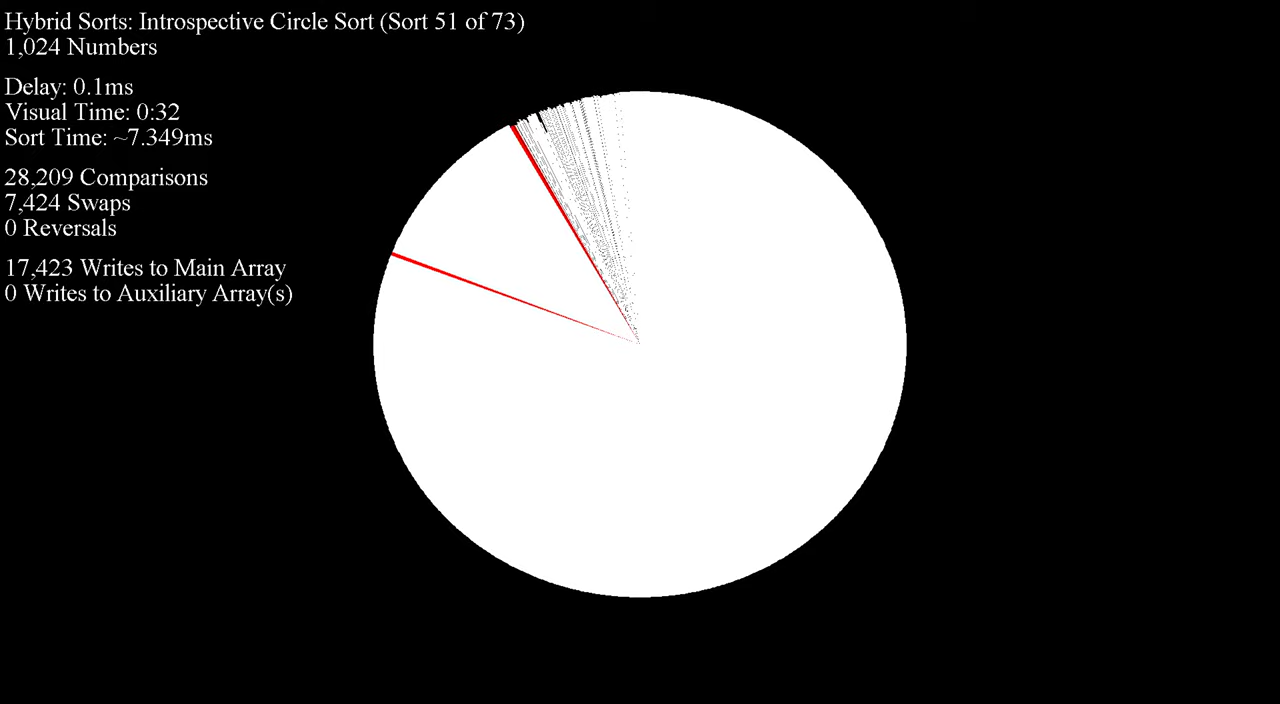 Hybrid Sorts: Introspective Circle Sort (Sort 51 of 73)
1,024 Numbers
Delay: 0.1ms
Visual Time: 0:32
Sort Time: ~7.349ms
28,209 Comparisons
7,424 Swaps
0 Reversals
17,423 Writes to Main Array
0 Writes to Auxiliary Array(s)